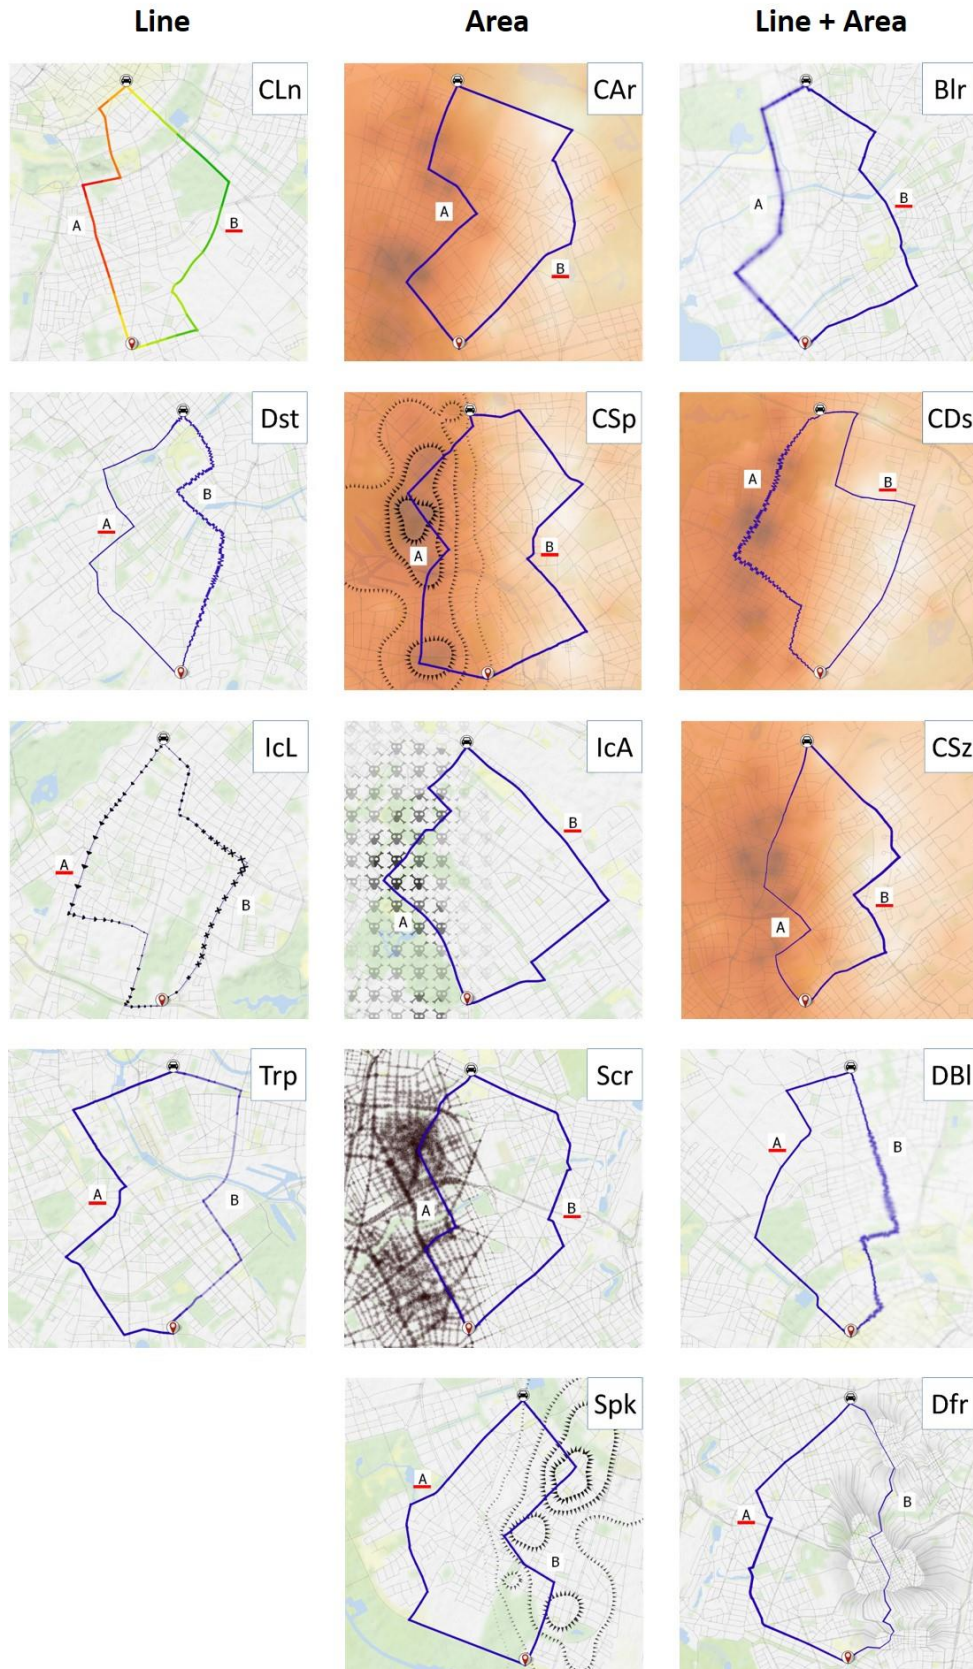 Line Area Line + Area
CLn CAr Blr
A B A B A B
Dst CSp CDs
A B A B A B
IcL IcA CSz
A B A B A B
Trp Scr DBl
A B A B A B
Spk Dfr
A B A B